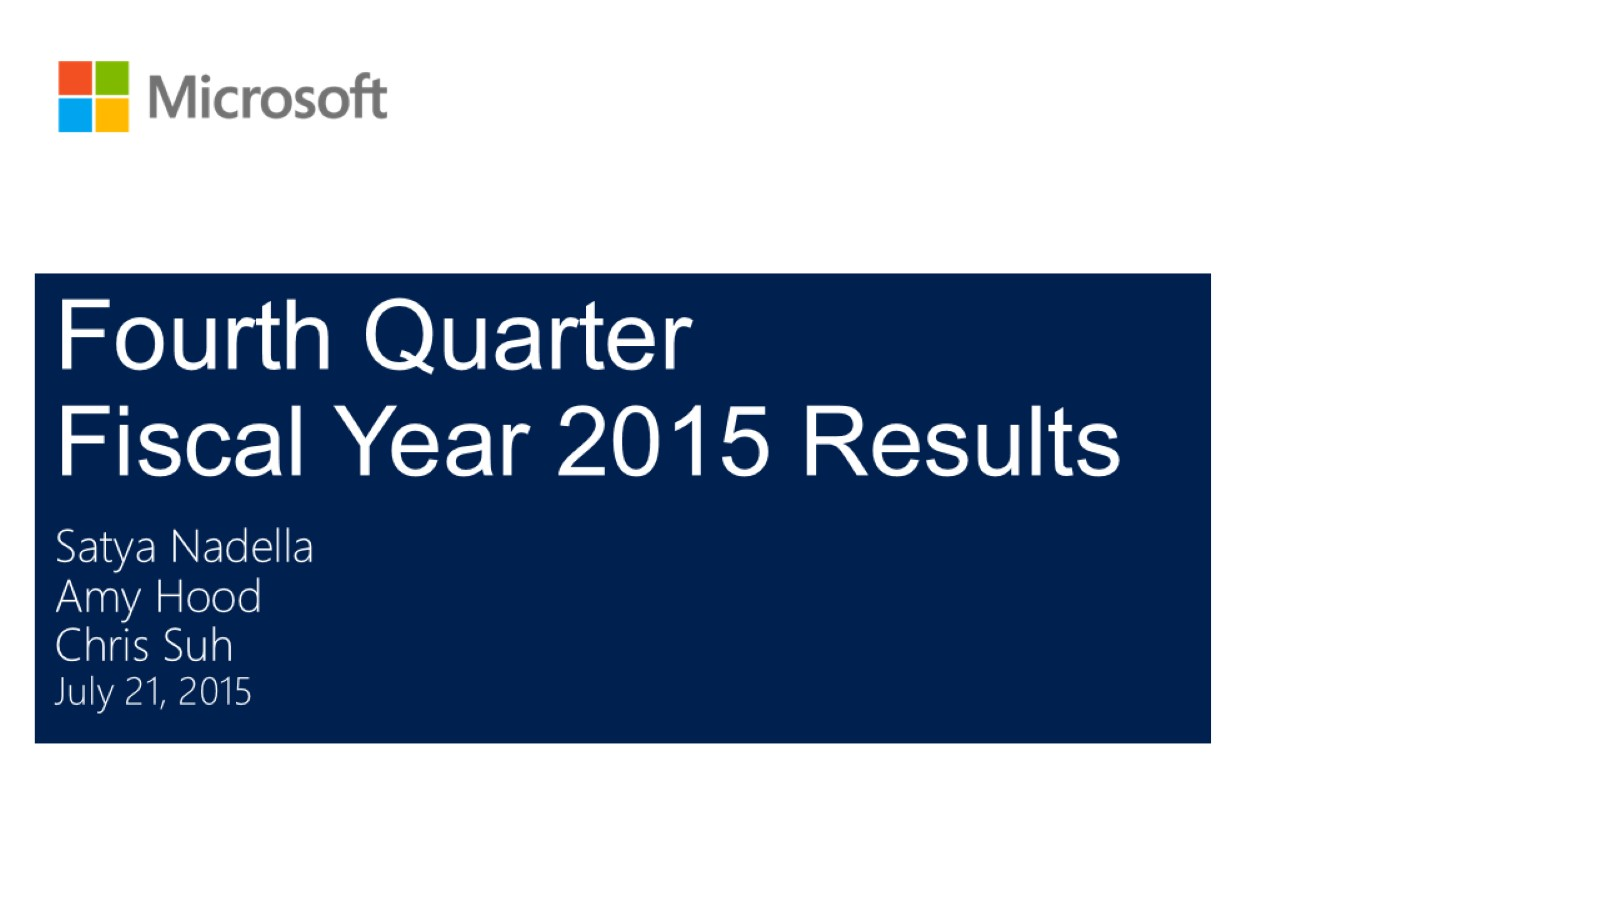 Microsoft
Fourth Quarter
Fiscal Year 2015 Results
Satya Nadella
Amy Hood
Chris Suh
July 21, 2015